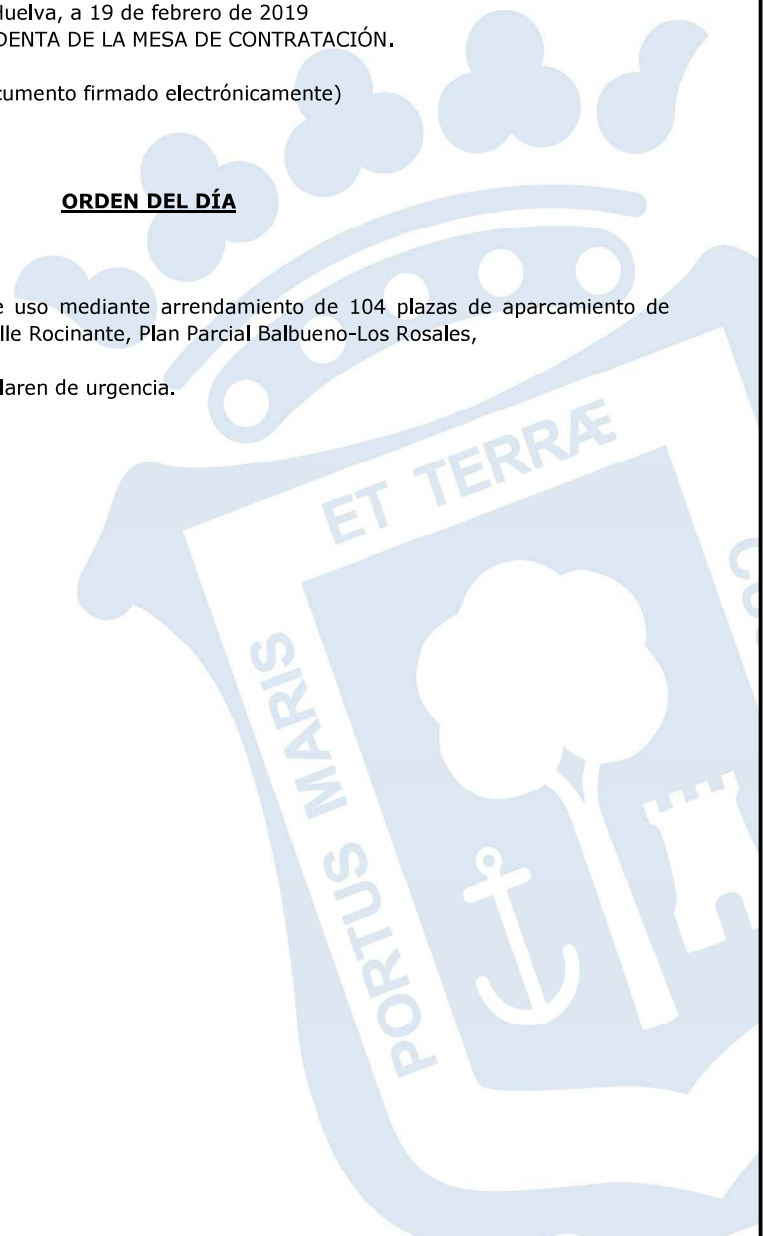 Huelva, a 19 de febrero de 2019
DENTA DE LA MESA DE CONTRATACIÓN.
cumento firmado electrónicamente)
ORDEN DEL DÍA
e uso mediante arrendamiento de 104 plazas de aparcamiento de
lle Rocinante, Plan Parcial Balbueno-Los Rosales,
laren de urgencia.
ET TERRÆ
PORTUS MARIS